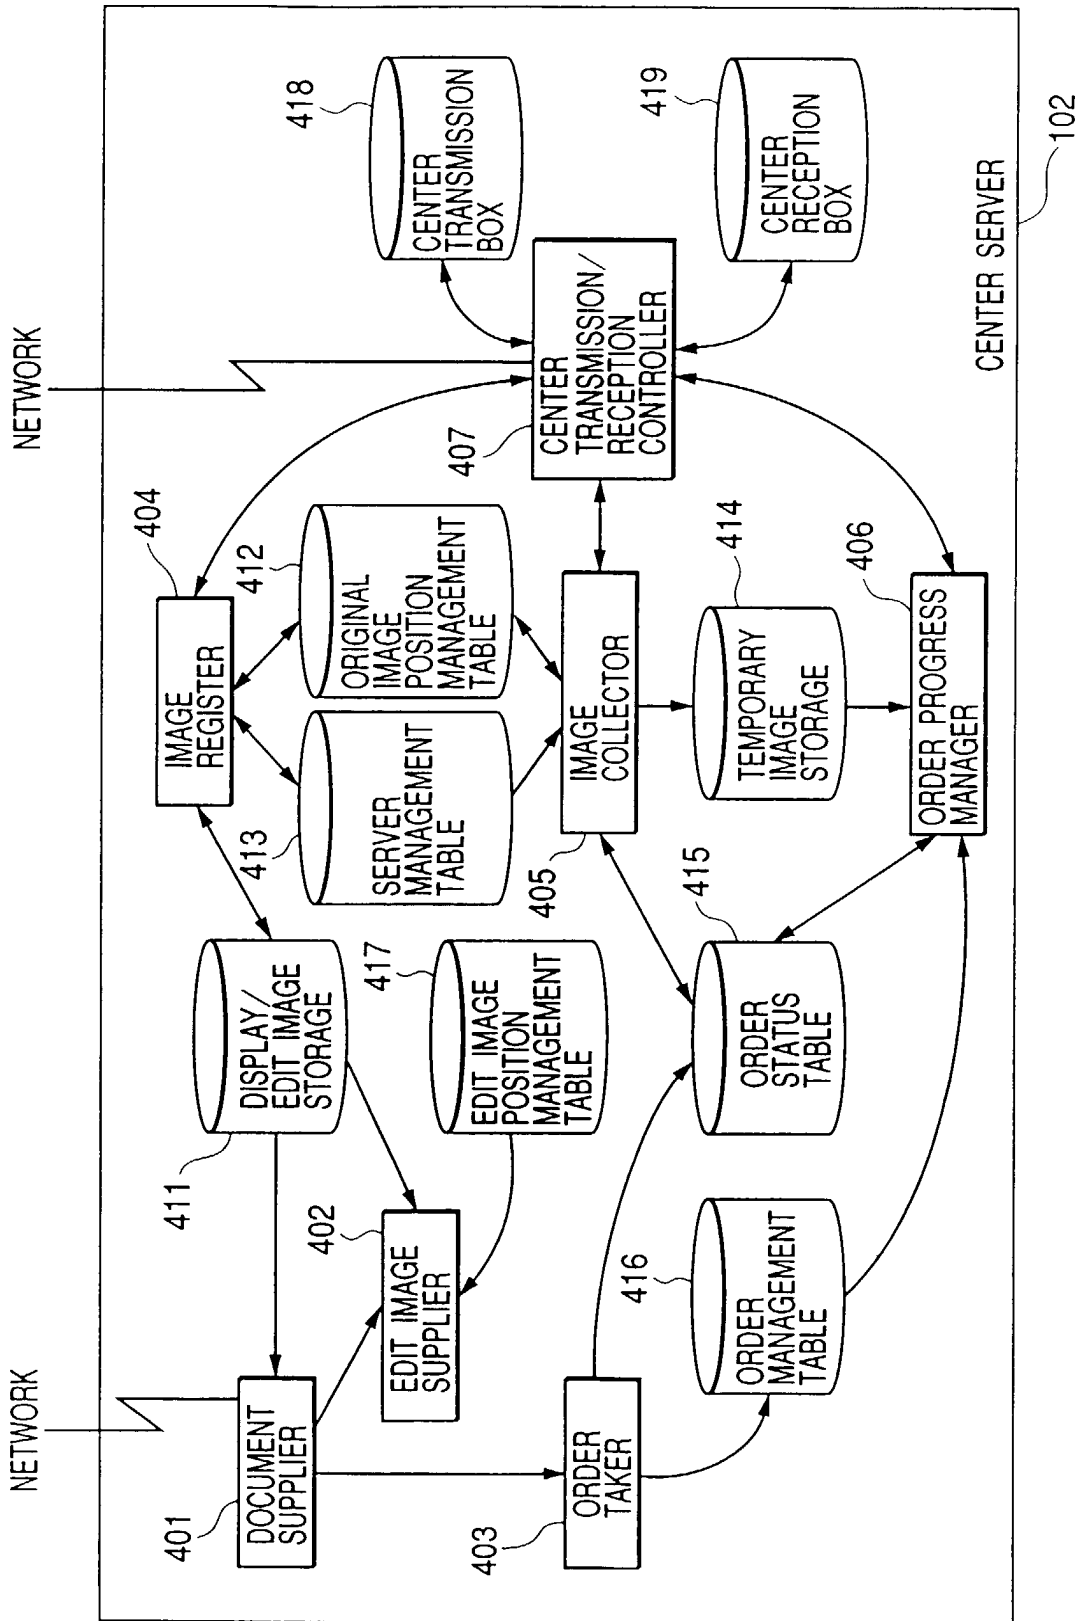 NETWORK
NETWORK
401
DOCUMENT
SUPPLIER
411
DISPLAY/
EDIT IMAGE
STORAGE
IMAGE
REGISTER
404
402
EDIT IMAGE
SUPPLIER
417
EDIT IMAGE
POSITION
MANAGEMENT
TABLE
413
SERVER
MANAGEMENT
TABLE
412
ORIGINAL
IMAGE
POSITION
MANAGEMENT
TABLE
407
CENTER
TRANSMISSION/
RECEPTION
CONTROLLER
418
CENTER
TRANSMISSION
BOX
403
ORDER
TAKER
405
IMAGE
COLLECTOR
416
ORDER
MANAGEMENT
TABLE
415
ORDER
STATUS
TABLE
414
TEMPORARY
IMAGE
STORAGE
419
CENTER
RECEPTION
BOX
406
ORDER PROGRESS
MANAGER
CENTER SERVER
102